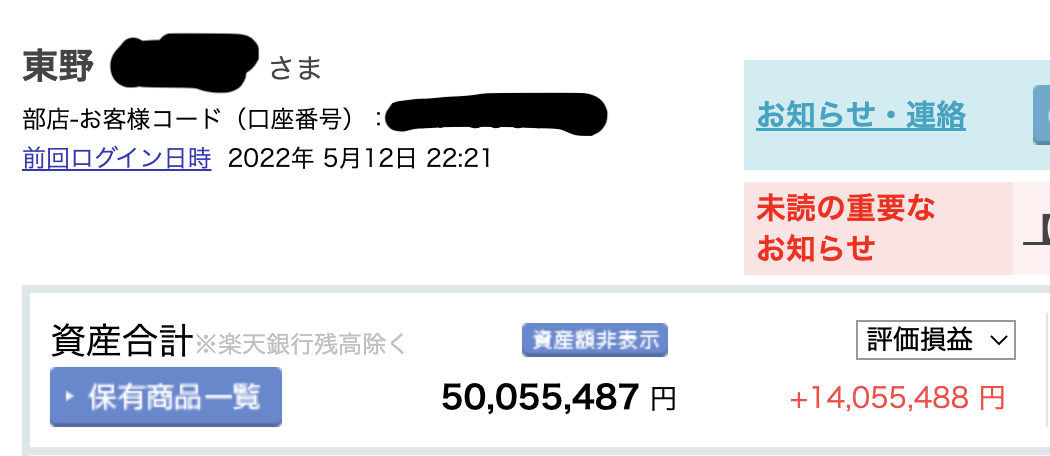 東野 さま
部店-お客様コード（口座番号）：
前回ログイン日時 2022年 5月12日 22:21
お知らせ・連絡
未読の重要な
お知らせ
資産合計※楽天銀行残高除く
資産額非表示
評価損益
保有商品一覧
50,055,487 円
+14,055,488 円